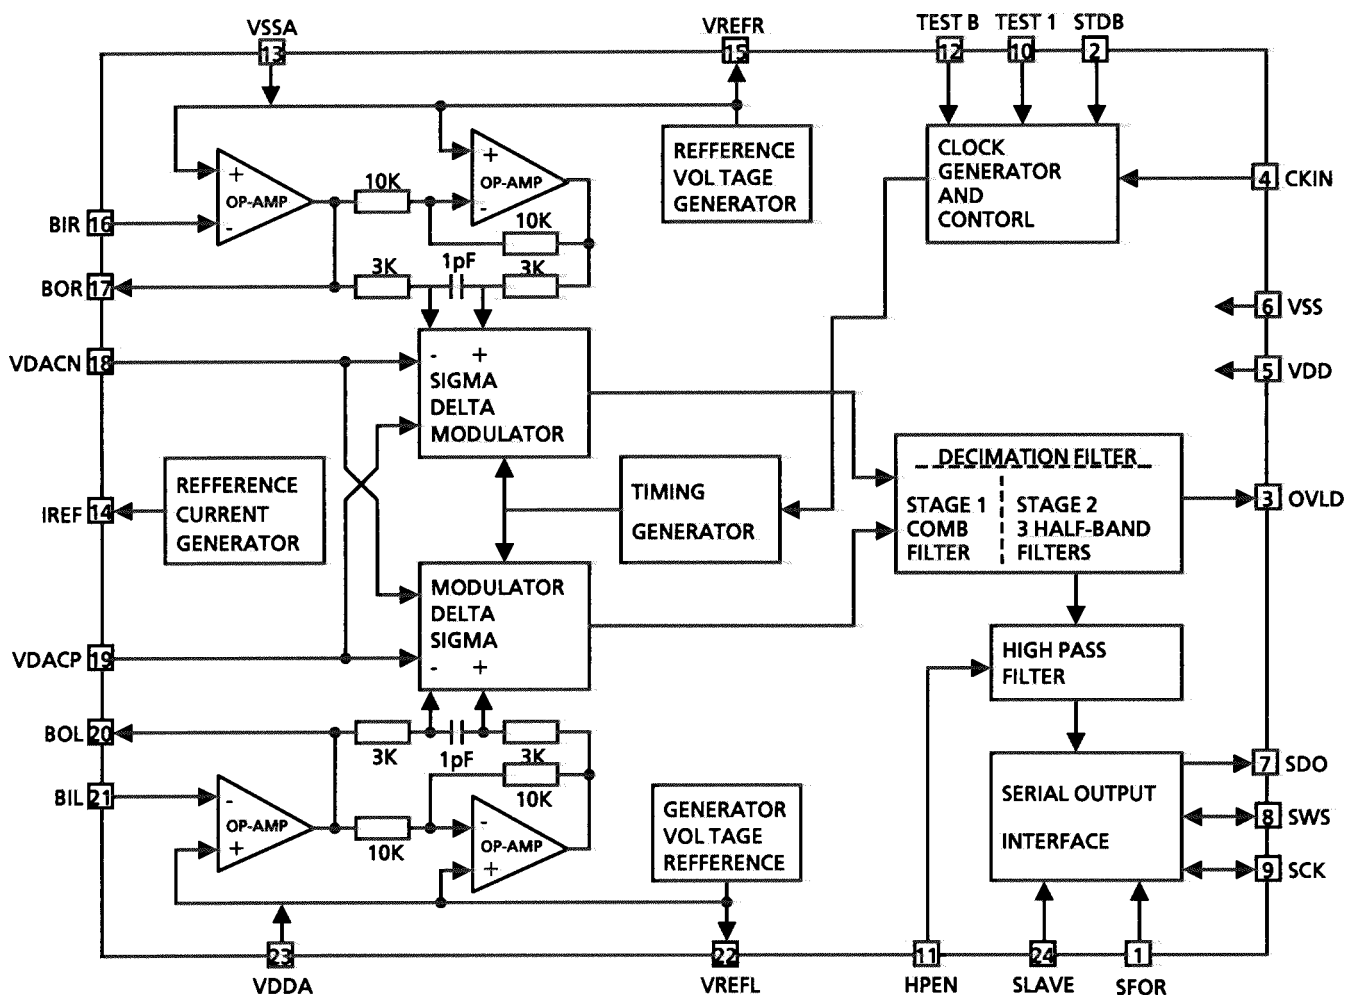 VSSA
VREFR
TEST B
TEST 1
STDB
13
15
12
10
2
REFFERENCE
VOLTAGE
GENERATOR
CLOCK
GENERATOR
AND
CONTORL
4
CKIN
+
OP-AMP
-
10K
+
OP-AMP
-
10K
BIR
16
BOR
17
3K
1pF
3K
6
VSS
VDACN
18
- +
SIGMA
DELTA
MODULATOR
5
VDD
IREF
14
REFFERENCE
CURRENT
GENERATOR
TIMING
GENERATOR
DECIMATION FILTER
STAGE 1
COMB
FILTER
STAGE 2
3 HALF-BAND
FILTERS
3
OVLD
MODULATOR
DELTA
SIGMA
- +
VDACP
19
HIGH PASS
FILTER
BOL
20
3K
1pF
3K
10K
BIL
21
-
OP-AMP
+
10K
-
OP-AMP
+
GENERATOR
VOLTAGE
REFFERENCE
SERIAL OUTPUT
INTERFACE
7
SDO
8
SWS
9
SCK
23
22
11
24
1
VDDA
VREFL
HPEN
SLAVE
SFOR